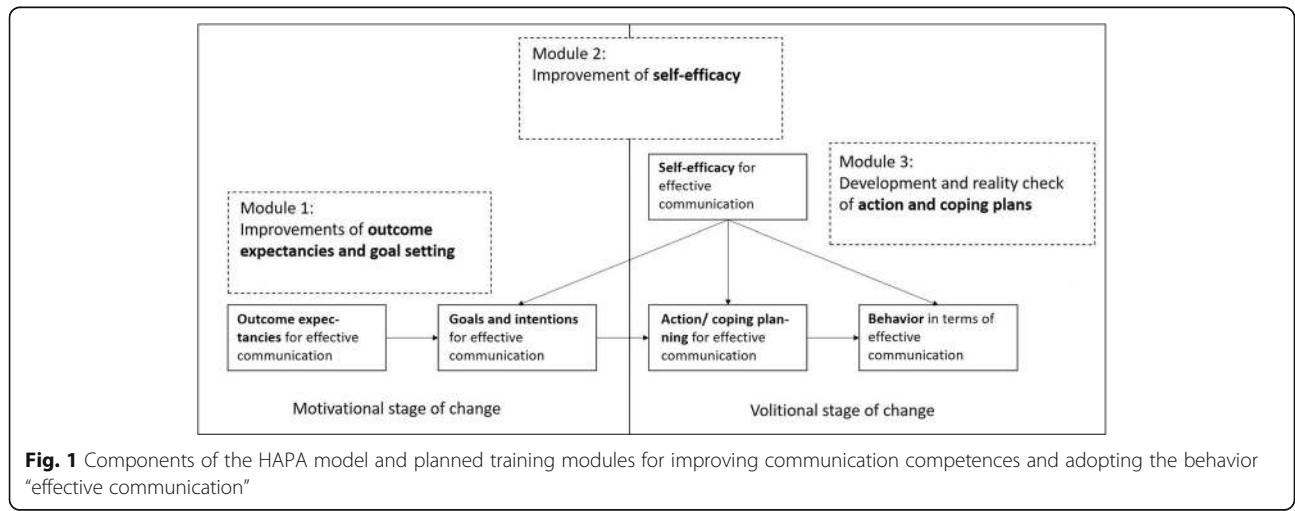 Module 2:
Improvement of self-efficacy
Self-efficacy for
effective
communication
Module 3:
Development and reality check
of action and coping plans
Module 1:
Improvements of outcome
expectancies and goal setting
Outcome expec-
tancies for effective
communication
Goals and intentions
for effective
communication
Action/ coping plan-
ning for effective
communication
Behavior in terms of
effective
communication
Motivational stage of change
Volitional stage of change
Fig. 1 Components of the HAPA model and planned training modules for improving communication competences and adopting the behavior
“effective communication”